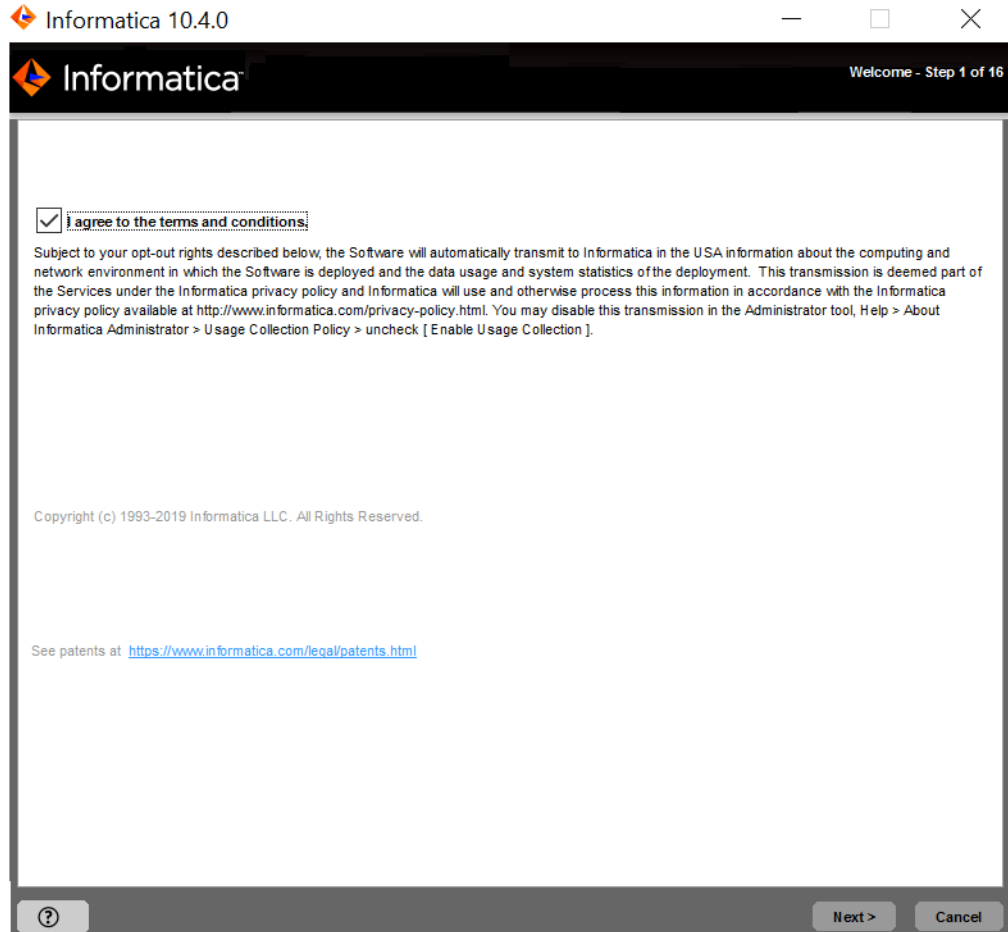 Informatica 10.4.0
Informatica
Welcome - Step 1 of 16
I agree to the terms and conditions.
Subject to your opt-out rights described below, the Software will automatically transmit to Informatica in the USA information about the computing and
network environment in which the Software is deployed and the data usage and system statistics of the deployment. This transmission is deemed part of
the Services under the Informatica privacy policy and Informatica will use and otherwise process this information in accordance with the Informatica
privacy policy available at http://www.informatica.com/privacy-policy.html. You may disable this transmission in the Administrator tool, Help > About
Informatica Administrator > Usage Collection Policy > uncheck [ Enable Usage Collection ].
Copyright (c) 1993-2019 Informatica LLC. All Rights Reserved.
See patents at https://www.informatica.com/legal/patents.html
?
Next >
Cancel